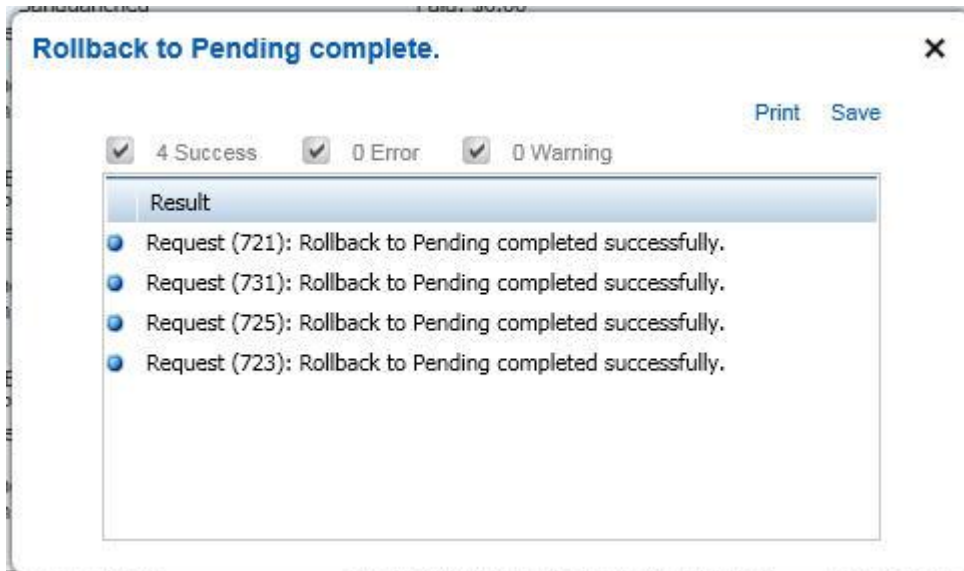 Rollback to Pending complete.
Print Save
4 Success 0 Error 0 Warning
Result
Request (721): Rollback to Pending completed successfully.
Request (731): Rollback to Pending completed successfully.
Request (725): Rollback to Pending completed successfully.
Request (723): Rollback to Pending completed successfully.